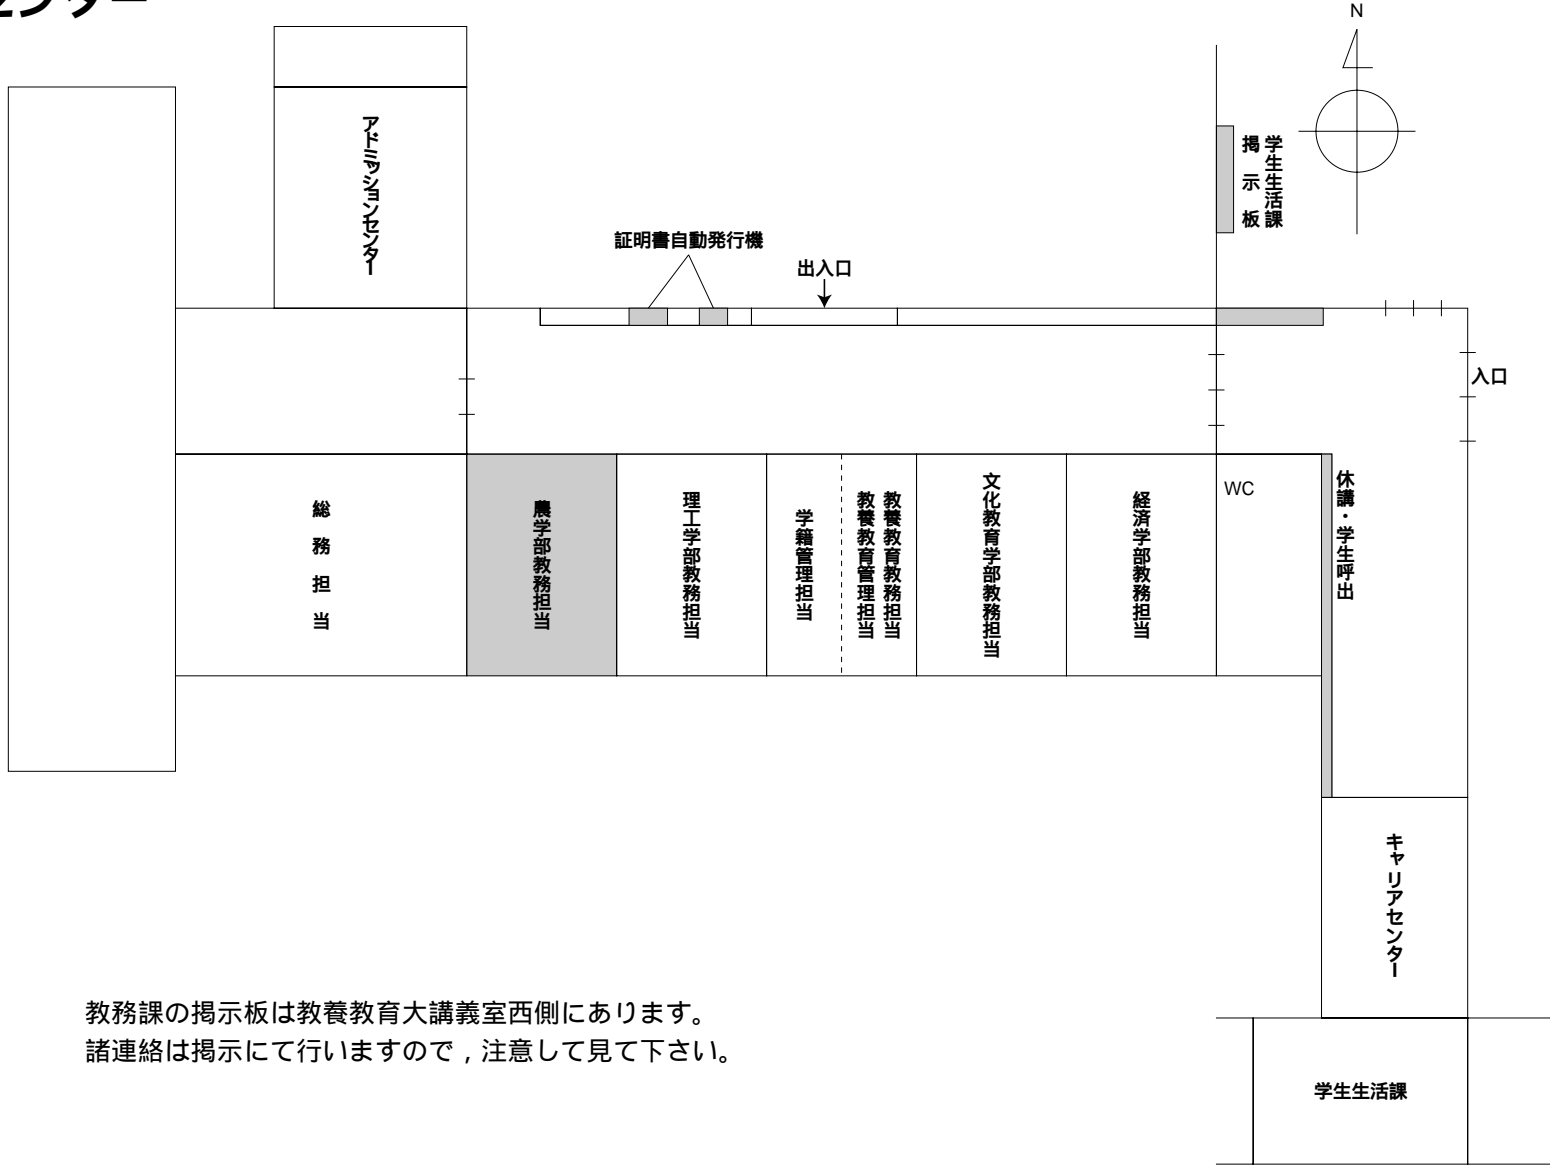 センター
N
アドミッションセンター
学生生活課
掲示板
証明書自動発行機
出入口
入口
総務担当
農学部教務担当
理工学部教務担当
学籍管理担当
教養教育教務担当
教養教育管理担当
文化教育学部教務担当
経済学部教務担当
WC
休講・学生呼出
キャリアセンター
教務課の掲示板は教養教育大講義室西側にあります。
諸連絡は掲示にて行いますので，注意して見て下さい。
学生生活課